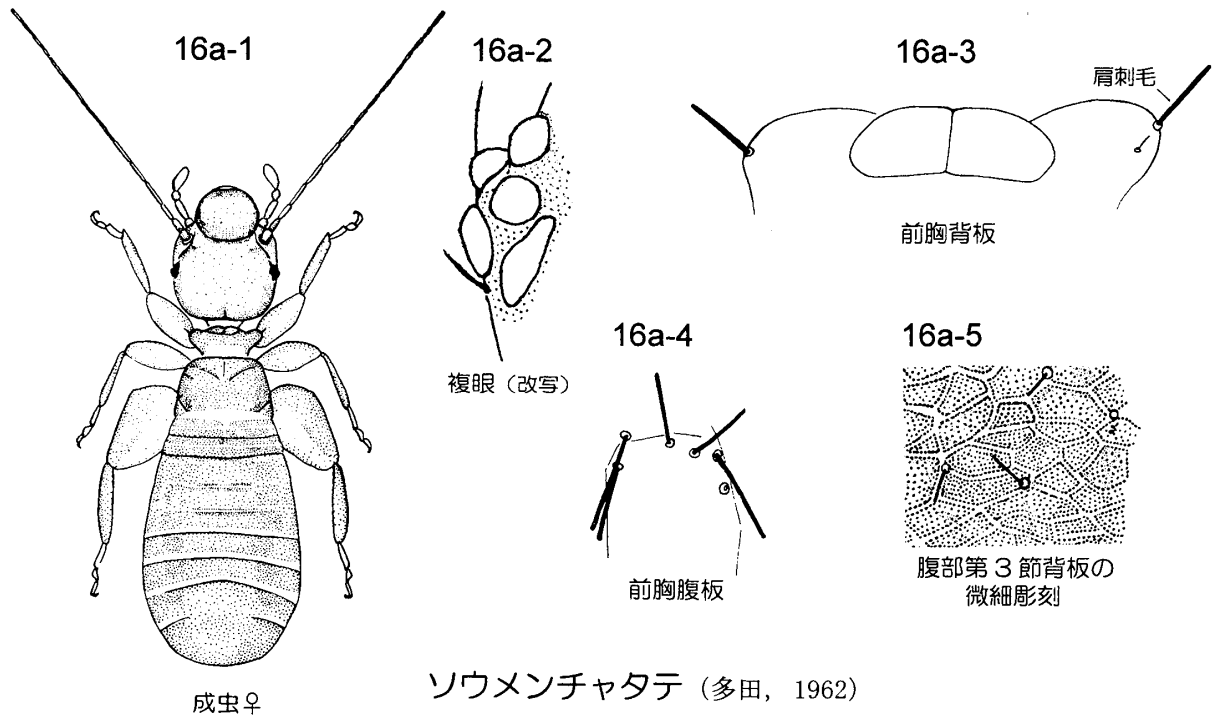 16a-1
16a-2
16a-3
肩刺毛
前胸背板
複眼（改写）
16a-4
16a-5
前胸腹板
腹部第３節背板の
微細彫刻
ソウメンチャタテ（多田，1962）
成虫♀